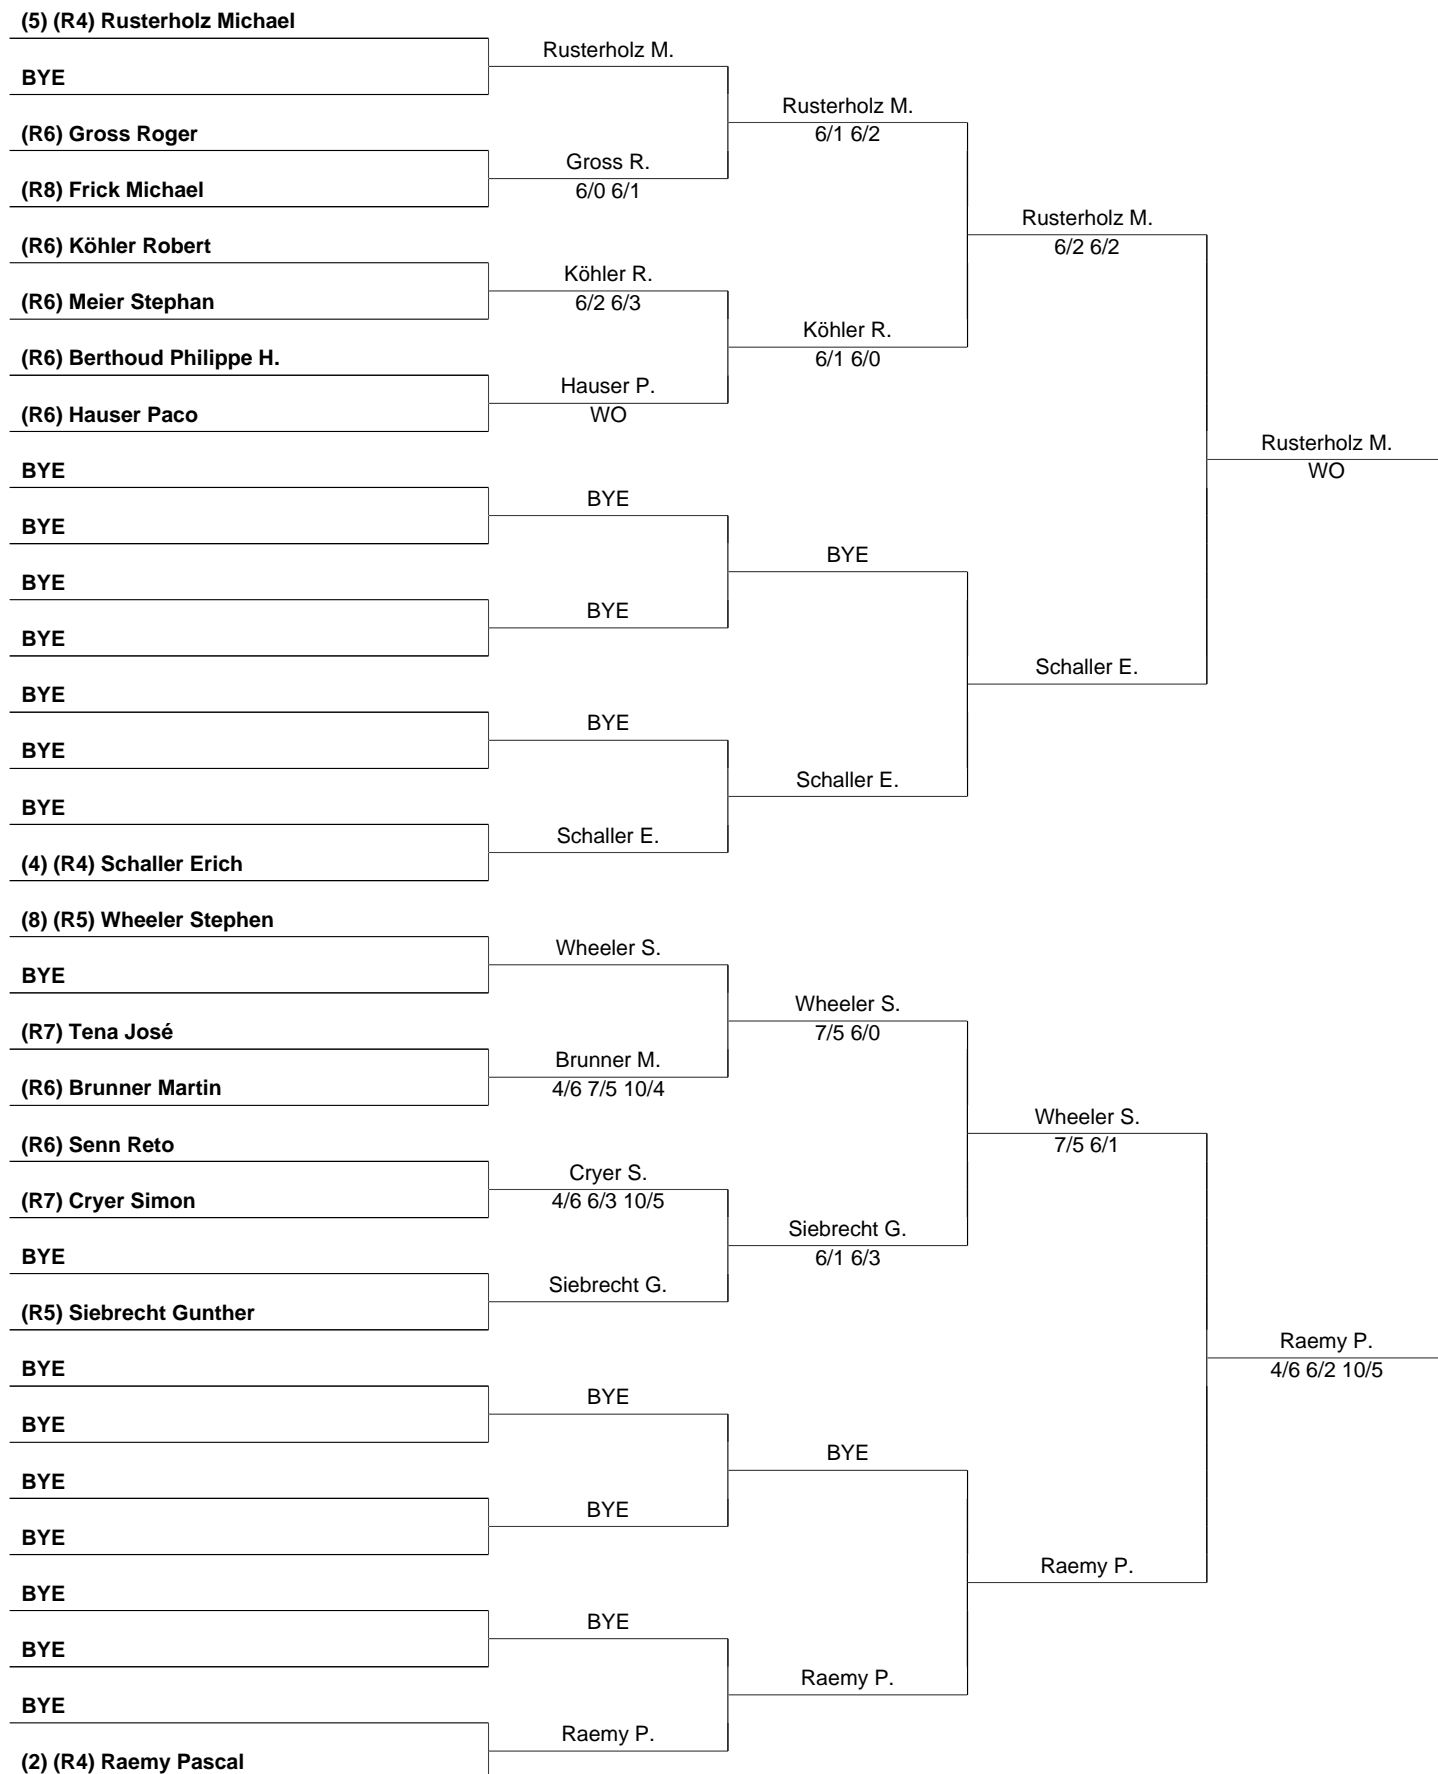 (5) (R4) Rusterholz Michael
Rusterholz M.
BYE
Rusterholz M.
6/1 6/2
(R6) Gross Roger
Gross R.
6/0 6/1
(R8) Frick Michael
Rusterholz M.
6/2 6/2
(R6) Köhler Robert
Köhler R.
6/2 6/3
(R6) Meier Stephan
Köhler R.
6/1 6/0
(R6) Berthoud Philippe H.
Hauser P.
WO
(R6) Hauser Paco
Rusterholz M.
WO
BYE
BYE
BYE
BYE
BYE
BYE
BYE
Schaller E.
BYE
BYE
BYE
Schaller E.
BYE
Schaller E.
(4) (R4) Schaller Erich
(8) (R5) Wheeler Stephen
Wheeler S.
BYE
Wheeler S.
7/5 6/0
(R7) Tena José
Brunner M.
4/6 7/5 10/4
(R6) Brunner Martin
Wheeler S.
7/5 6/1
(R6) Senn Reto
Cryer S.
4/6 6/3 10/5
(R7) Cryer Simon
Siebrecht G.
6/1 6/3
BYE
Siebrecht G.
(R5) Siebrecht Gunther
Raemy P.
4/6 6/2 10/5
BYE
BYE
BYE
BYE
BYE
BYE
BYE
Raemy P.
BYE
BYE
BYE
Raemy P.
BYE
Raemy P.
(2) (R4) Raemy Pascal